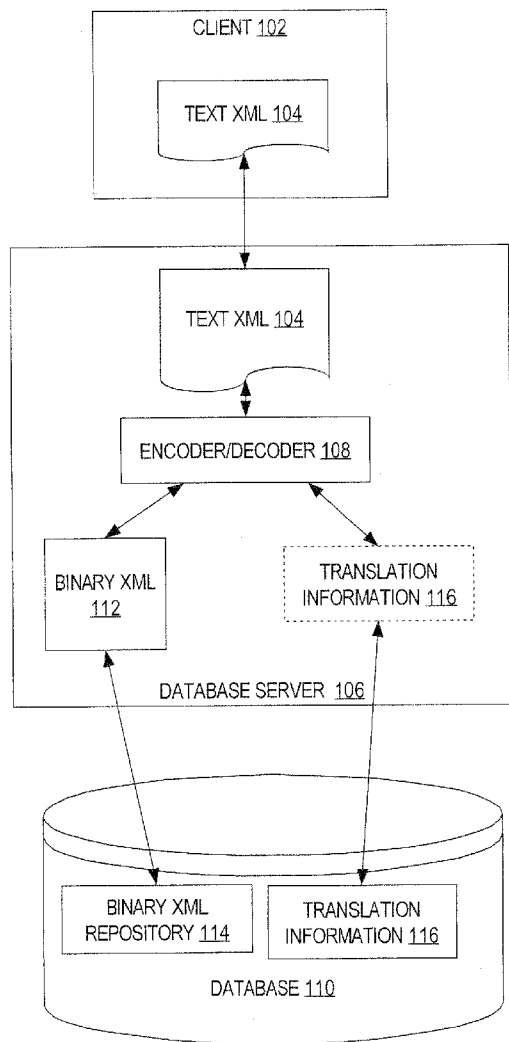 CLIENT 102
TEXT XML 104
TEXT XML 104
ENCODER/DECODER 108
BINARY XML
112
TRANSLATION
INFORMATION 116
DATABASE SERVER 106
BINARY XML
REPOSITORY 114
TRANSLATION
INFORMATION 116
DATABASE 110